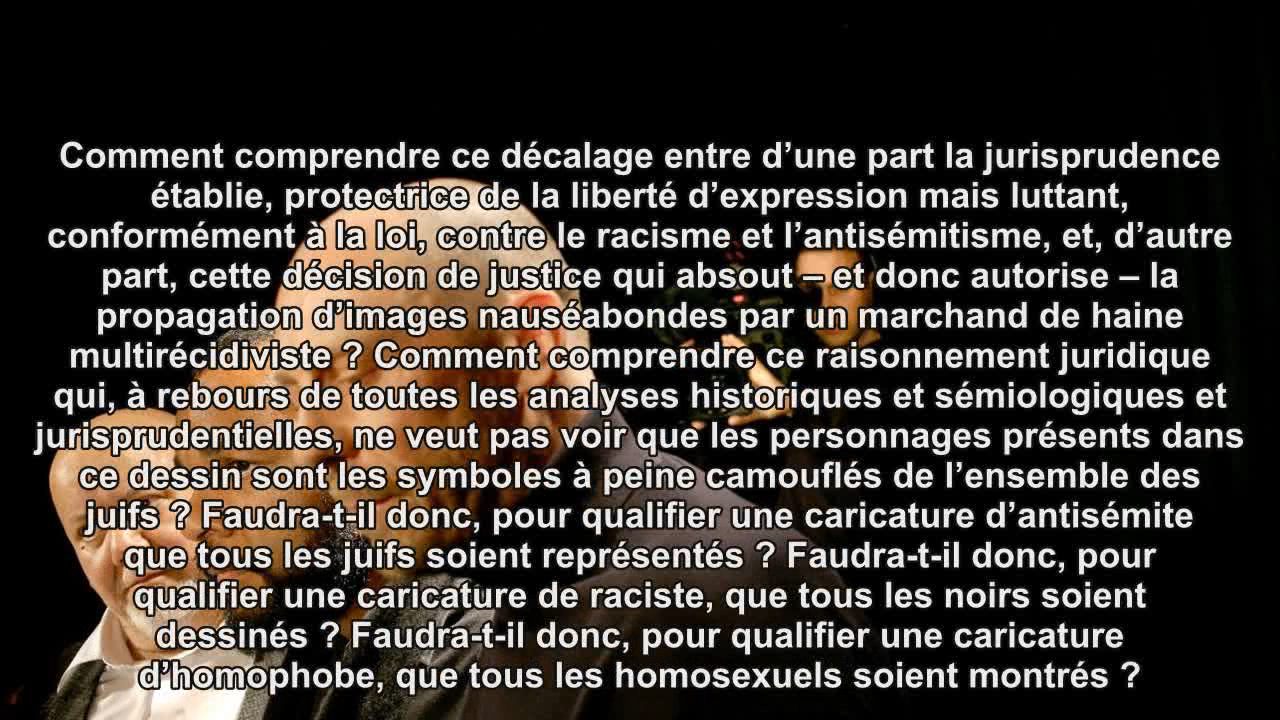 Comment comprendre ce décalage entre d’une part la jurisprudence
établie, protectrice de la liberté d’expression mais luttant,
conformément à la loi, contre le racisme et l’antisémitisme, et, d’autre
part, cette décision de justice qui absout – et donc autorise – la
propagation d’images nauséabondes par un marchand de haine
multirécidiviste ? Comment comprendre ce raisonnement juridique
qui, à rebours de toutes les analyses historiques et sémiologiques et
jurisprudentielles, ne veut pas voir que les personnages présents dans
ce dessin sont les symboles à peine camouflés de l’ensemble des
juifs ? Faudra-t-il donc, pour qualifier une caricature d’antisémite
que tous les juifs soient représentés ? Faudra-t-il donc, pour
qualifier une caricature de raciste, que tous les noirs soient
dessinés ? Faudra-t-il donc, pour qualifier une caricature
d’homophobe, que tous les homosexuels soient montrés ?